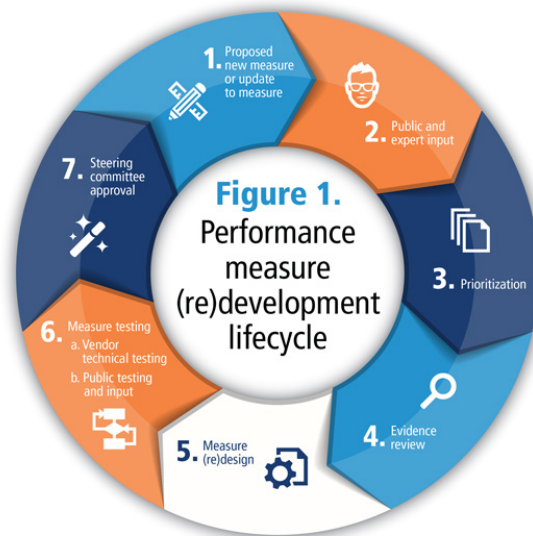 Figure 1.
Performance
measure
(re)development
lifecycle
1. Proposed
new measure
or update
to measure
2. Public and
expert input
3. Prioritization
4. Evidence
review
5. Measure
(re)design
6. Measure testing
a. Vendor
technical testing
b. Public testing
and input
7. Steering
committee
approval